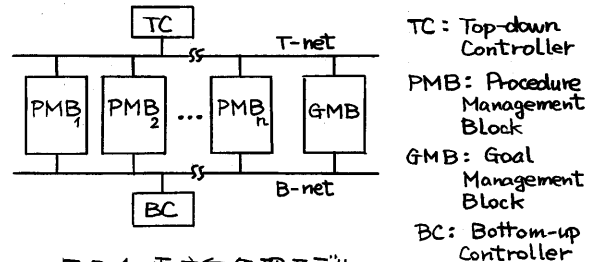 TC
T-net
PMB1
PMB2
...
PMBn
GMB
B-net
BC
TC: Top-down
Controller
PMB: Procedure
Management
Block
GMB: Goal
Management
Block
BC: Bottom-up
Controller